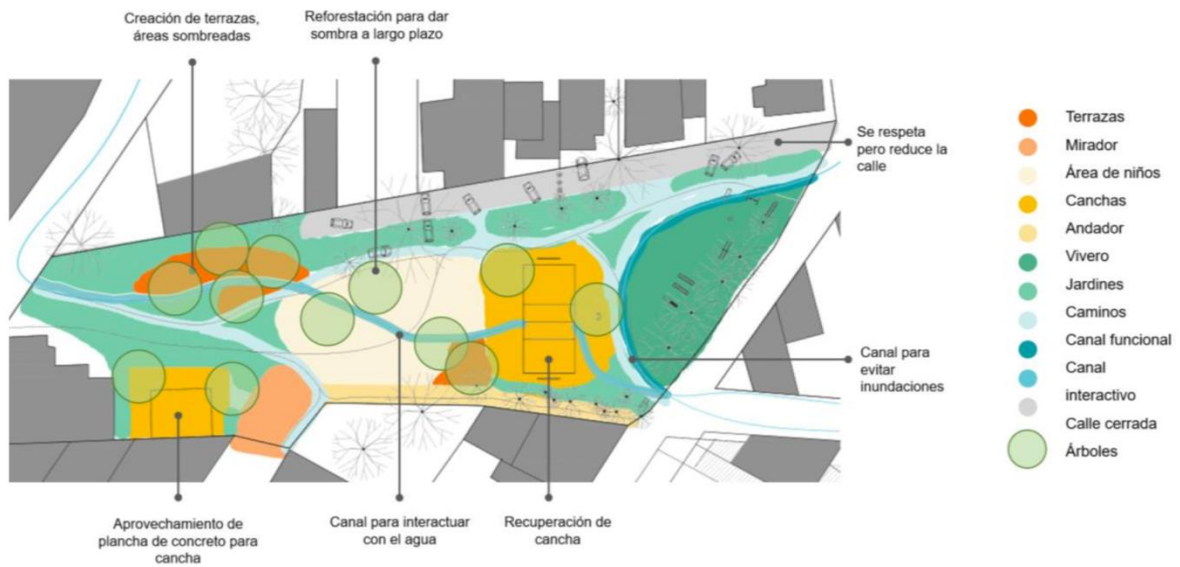 Creación de terrazas,
áreas sombreadas
Reforestación para dar
sombra a largo plazo
Se respeta
pero reduce la
calle
Canal para
evitar
inundaciones
Aprovechamiento de
plancha de concreto para
cancha
Canal para interactuar
con el agua
Recuperación de
cancha
Terrazas
Mirador
Área de niños
Canchas
Andador
Vivero
Jardines
Caminos
Canal funcional
Canal
interactivo
Calle cerrada
Árboles